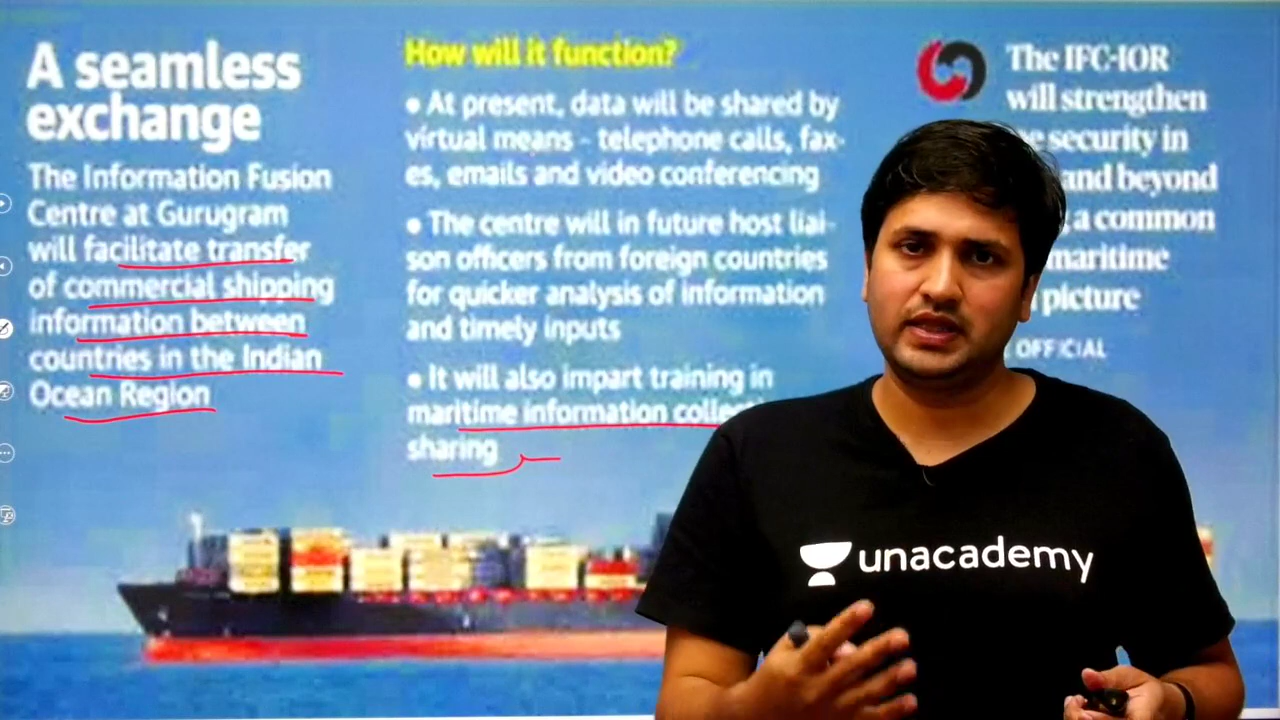 A seamless
exchange
The Information Fusion
Centre at Gurugram
will facilitate transfer
of commercial shipping
information between
countries in the Indian
Ocean Region
How will it function?
• At present, data will be shared by
virtual means - telephone calls, fax-
es, emails and video conferencing
• The centre will in future host liai-
son officers from foreign countries
for quicker analysis of information
and timely inputs
• It will also impart training in
maritime information
sharing
The IFC-IOR
will strengthen
security in
and beyond
, a common
maritime
picture
OFFICIAL
unacademy